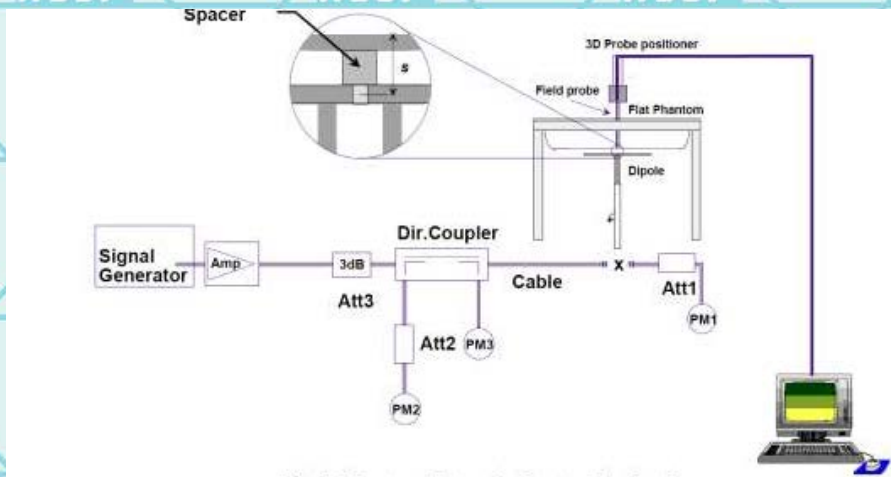 Spacer
s
3D Probe positioner
Field probe
Flat Phantom
Dipole
Signal
Generator
Amp
3dB
Att3
Dir.Coupler
Cable
x
Att1
PM1
Att2
PM3
PM2